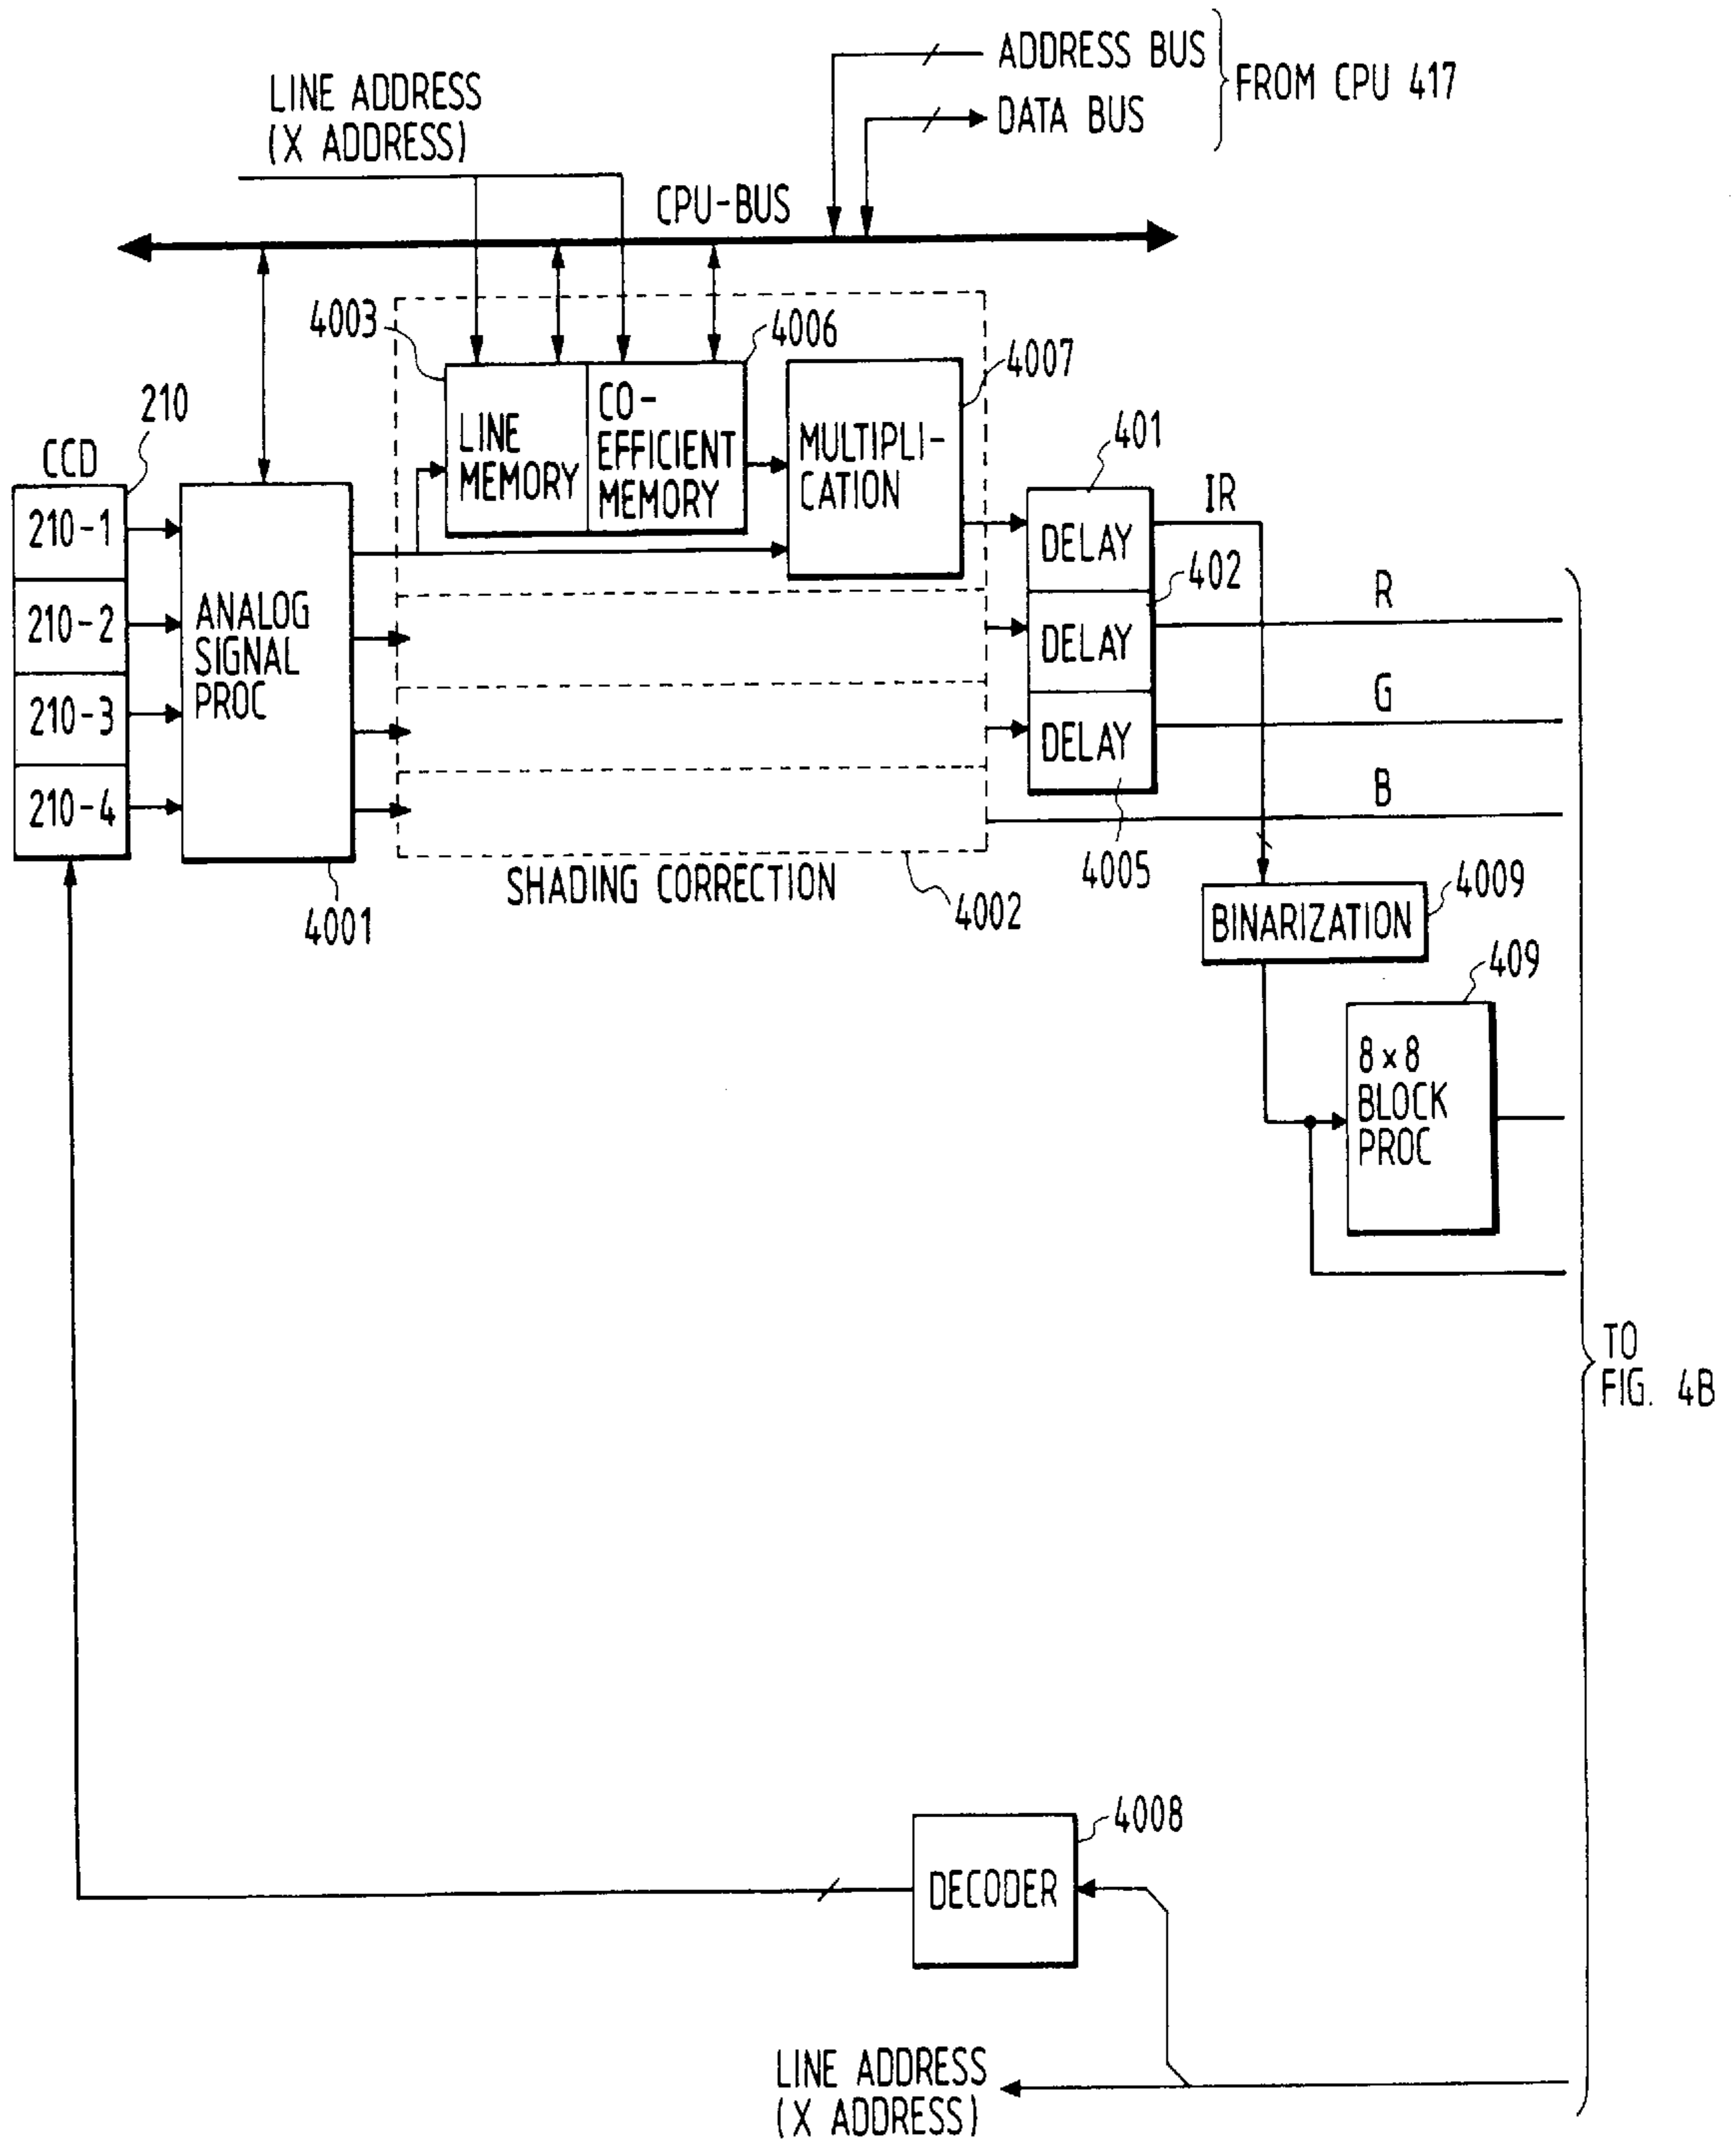 ADDRESS BUS
DATA BUS
FROM CPU 417
LINE ADDRESS
(X ADDRESS)
CPU-BUS
4003
4006
4007
210
CCD
210-1
210-2
210-3
210-4
ANALOG
SIGNAL
PROC
4001
LINE
MEMORY
CO-
EFFICIENT
MEMORY
MULTIPLI-
CATION
SHADING CORRECTION
4002
401
DELAY
402
DELAY
DELAY
4005
IR
R
G
B
BINARIZATION
4009
409
8×8
BLOCK
PROC
TO
FIG. 4B
4008
DECODER
LINE ADDRESS
(X ADDRESS)